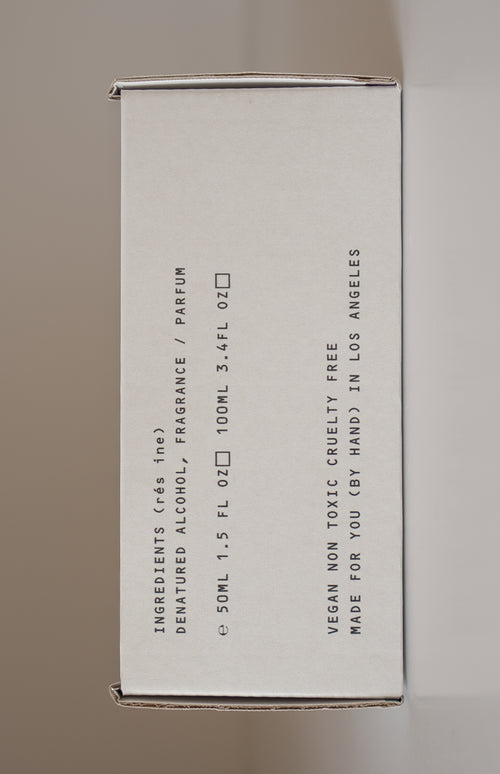 INGREDIENTS (rés ine)
DENATURED ALCOHOL, FRAGRANCE / PARFUM
℮ 50ML 1.5 FL OZ□ 100ML 3.4FL OZ□
VEGAN NON TOXIC CRUELTY FREE
MADE FOR YOU (BY HAND) IN LOS ANGELES